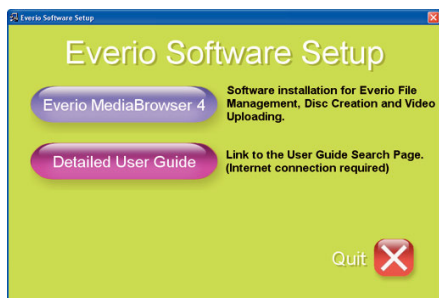 Everio Software Setup
Everio Software Setup
Everio MediaBrowser 4
Software installation for Everio File
Management, Disc Creation and Video
Uploading.
Detailed User Guide
Link to the User Guide Search Page.
(Internet connection required)
Quit